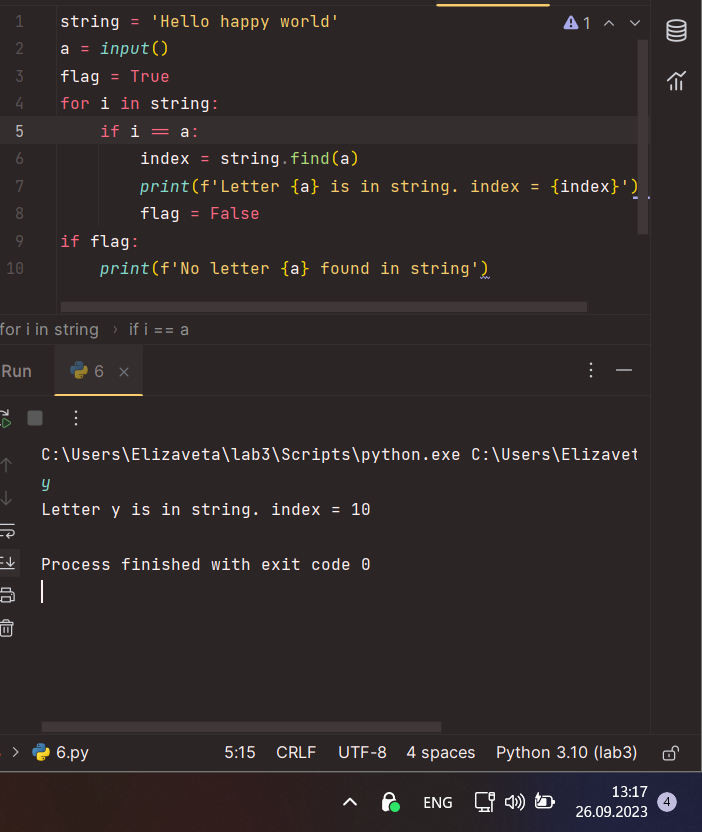 1 string = 'Hello happy world'
2 a = input()
3 flag = True
4 for i in string:
5 if i == a:
6 index = string.find(a)
7 print(f'Letter {a} is in string. index = {index}')
8 flag = False
9 if flag:
10 print(f'No letter {a} found in string')
1
for i in string › if i == a
Run 6 ×
C:\Users\Elizaveta\lab3\Scripts\python.exe C:\Users\Elizavet
y
Letter y is in string. index = 10
Process finished with exit code 0
6.py 5:15 CRLF UTF-8 4 spaces Python 3.10 (lab3)
ENG 13:17 4
26.09.2023